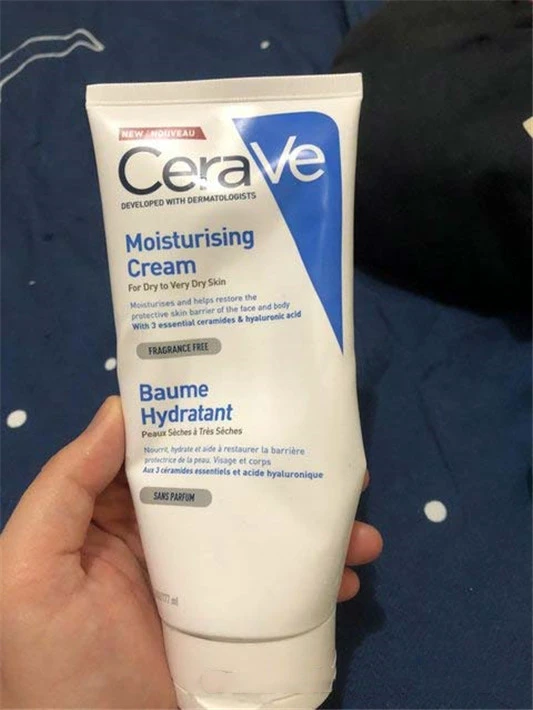 NEW / NOUVEAU
CeraVe
DEVELOPED WITH DERMATOLOGISTS
Moisturising
Cream
For Dry to Very Dry Skin
Moisturises and helps restore the
protective skin barrier of the face and body
With 3 essential ceramides & hyaluronic acid
FRAGRANCE FREE
Baume
Hydratant
Peaux Sèches à Très Sèches
Nourrit, hydrate et aide à restaurer la barrière
protectrice de la peau. Visage et corps
Aux 3 céramides essentiels et acide hyaluronique
SANS PARFUM
ml